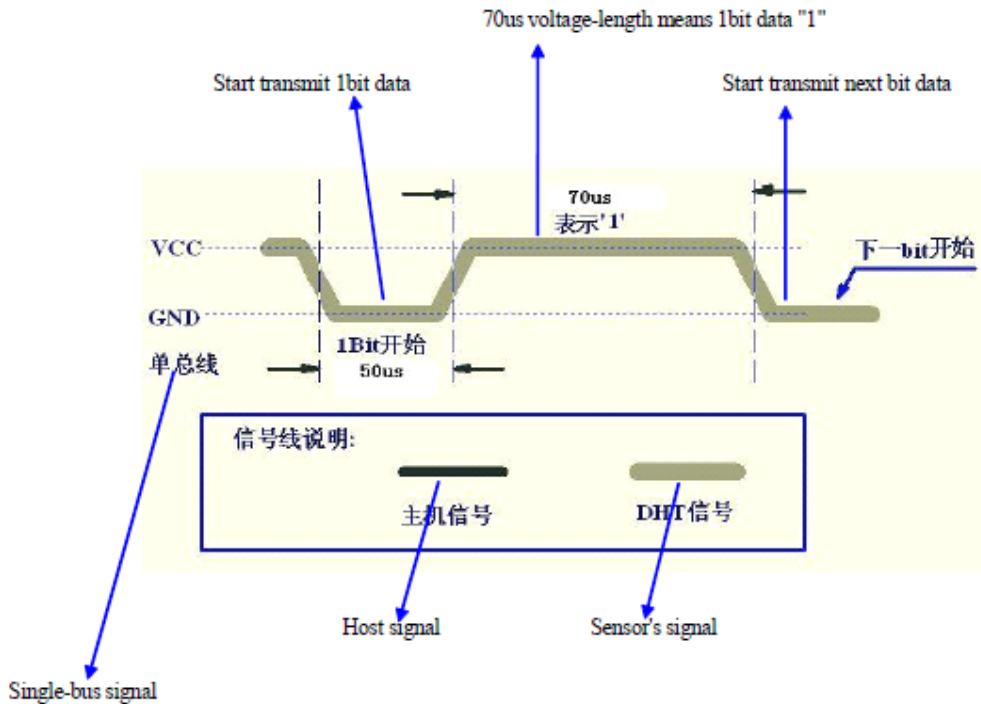 70us voltage-length means 1bit data "1"
Start transmit 1bit data
Start transmit next bit data
70us
表示'1'
VCC
下一bit开始
GND
1Bit开始
单总线
50us
信号线说明:
主机信号
DHT信号
Host signal
Sensor's signal
Single-bus signal